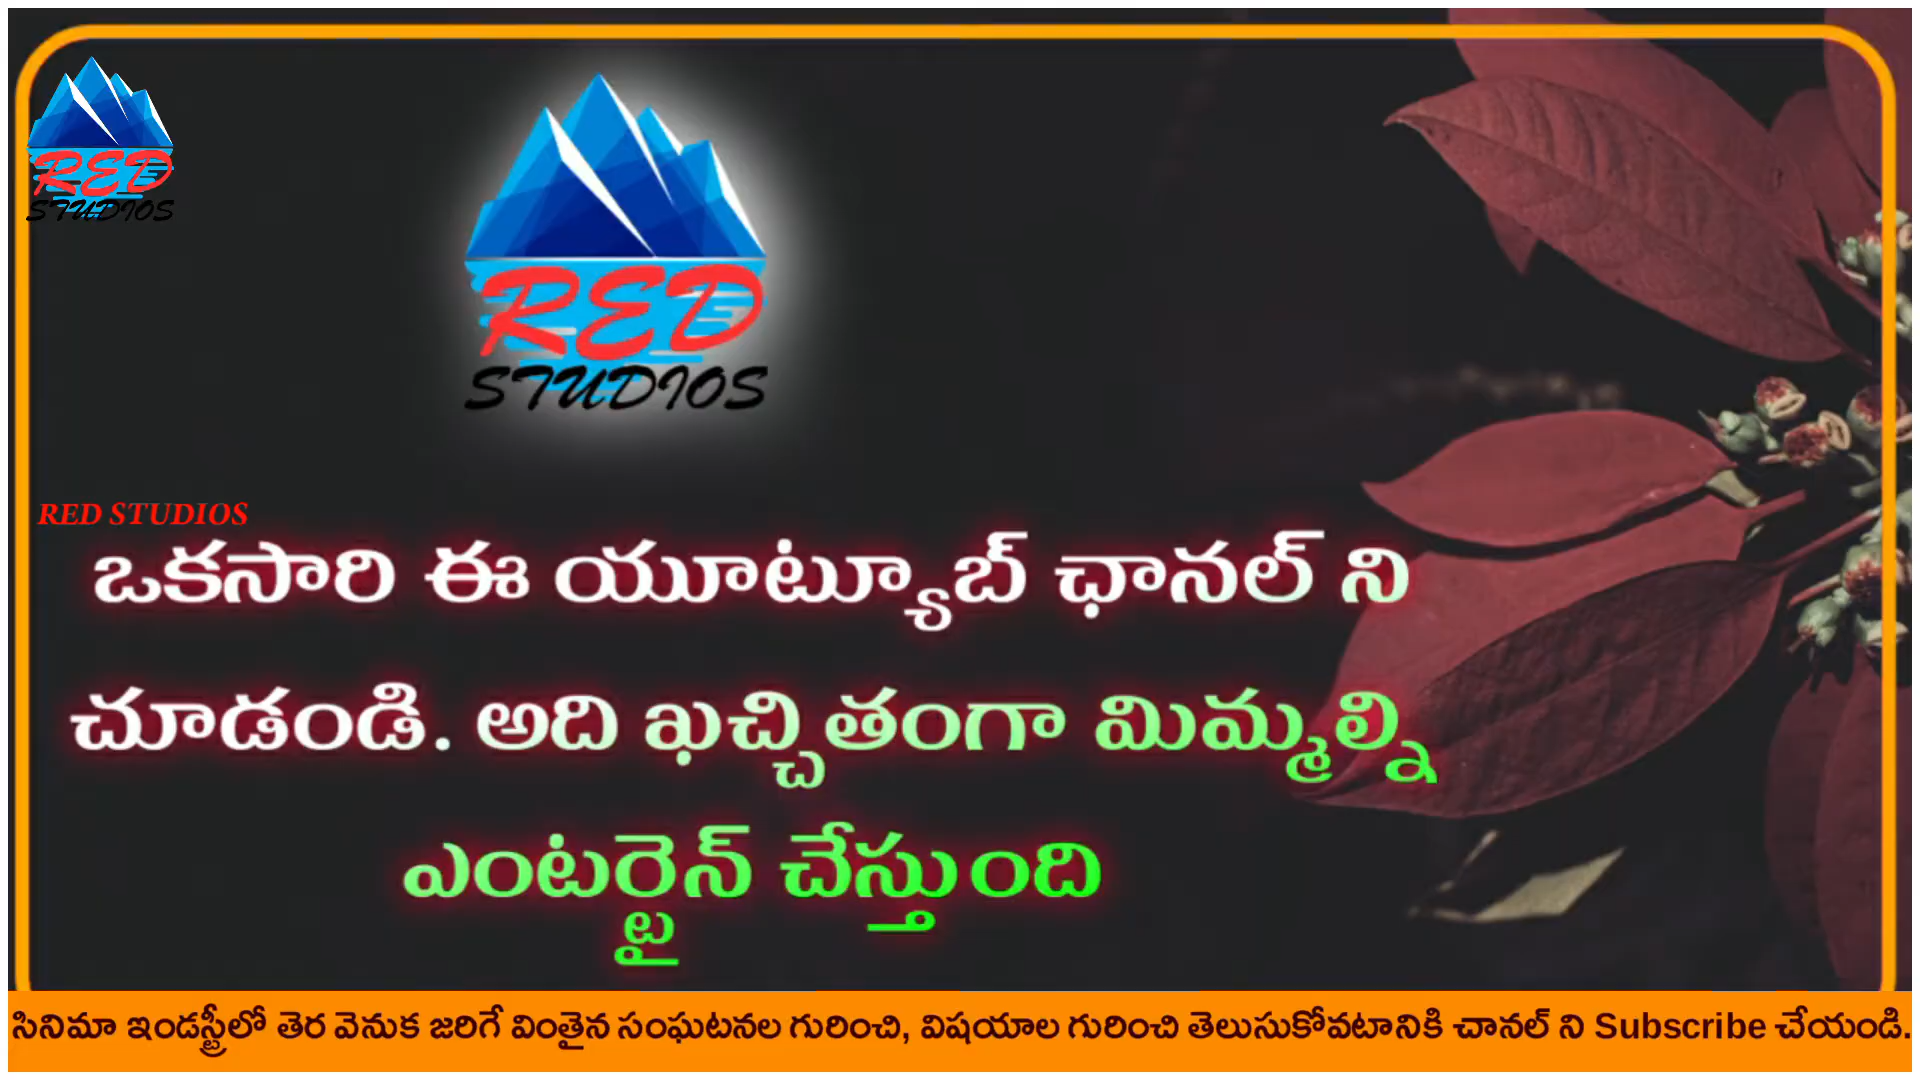 RED
STUDIOS
RED
STUDIOS
RED STUDIOS
ఒకసారి ఈ యూట్యూబ్ ఛానల్ ని
చూడండి. అది ఖచ్చితంగా మిమ్మల్ని
ఎంటర్టైన్ చేస్తుంది
సినిమా ఇండస్ట్రీలో తెర వెనుక జరిగే వింతైన సంఘటనల గురించి, విషయాల గురించి తెలుసుకోవటానికి చానల్ ని Subscribe చేయండి.